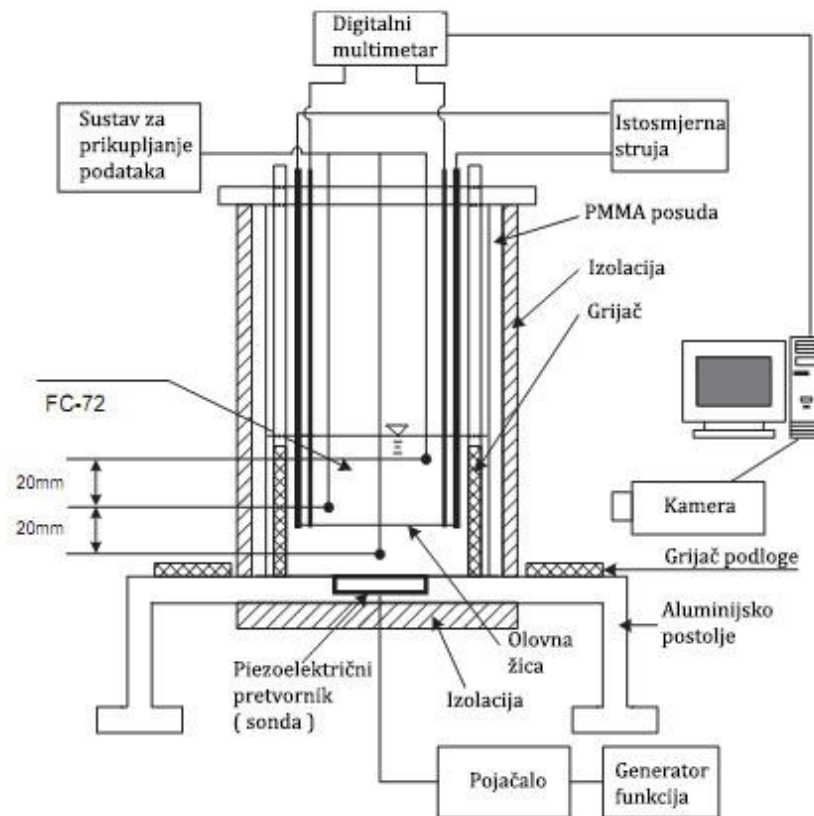 Digitalni
multimetar
Sustav za
prikupljanje
podataka
Istosmjerna
struja
PMMA posuda
Izolacija
Grijač
FC-72
20mm
20mm
Kamera
Grijač podloge
Aluminijsko
postolje
Olovna
žica
Piezoelektrični
pretvornik
( sonda )
Izolacija
Pojačalo
Generator
funkcija